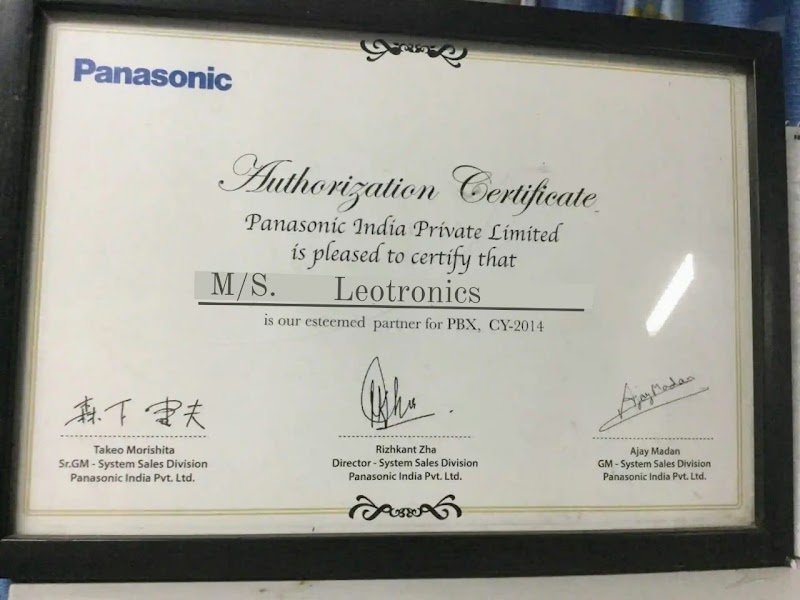 Panasonic
Authorization Certificate
Panasonic India Private Limited
is pleased to certify that
M/S. Leotronics
is our esteemed partner for PBX, CY-2014
森下 重夫
Ajay Madan
Takeo Morishita
Sr.GM - System Sales Division
Panasonic India Pvt. Ltd.
Rizhkant Zha
Director - System Sales Division
Panasonic India Pvt. Ltd.
Ajay Madan
GM - System Sales Division
Panasonic India Pvt. Ltd.